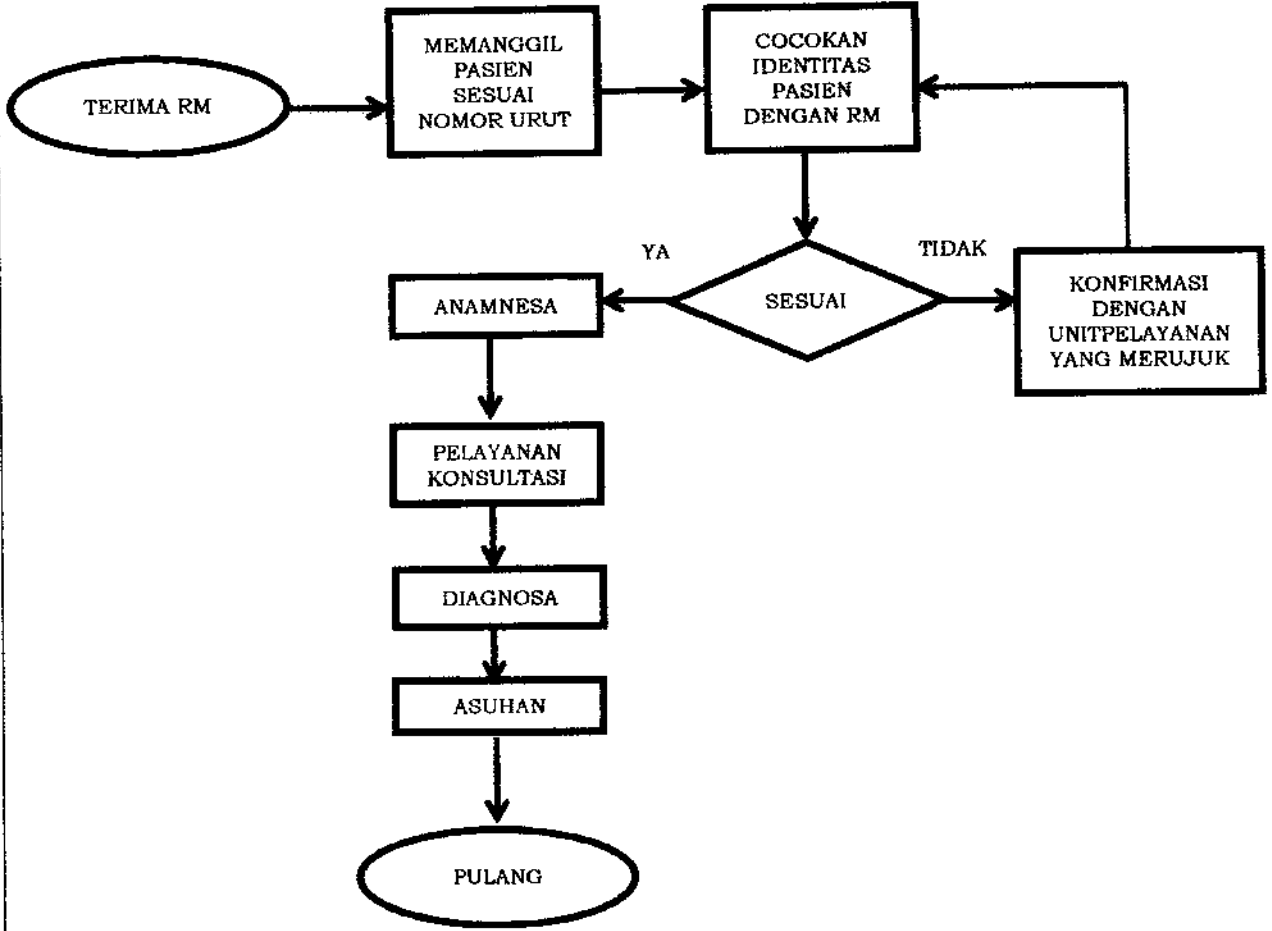 TERIMA RM
MEMANGGIL
PASIEN
SESUAI
NOMOR URUT
COCOKAN
IDENTITAS
PASIEN
DENGAN RM
YA
SESUAI
TIDAK
KONFIRMASI
DENGAN
UNITPELAYANAN
YANG MERUJUK
ANAMNESA
PELAYANAN
KONSULTASI
DIAGNOSA
ASUHAN
PULANG